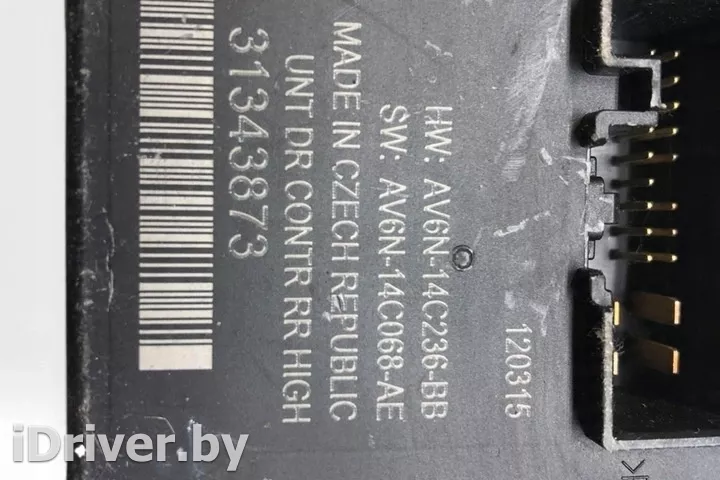 120315
HW: AV6N-14C236-BB
SW: AV6N-14C068-AE
MADE IN CZECH REPUBLIC
UNT DR CONTR RR HIGH
31343873
iDriver.by